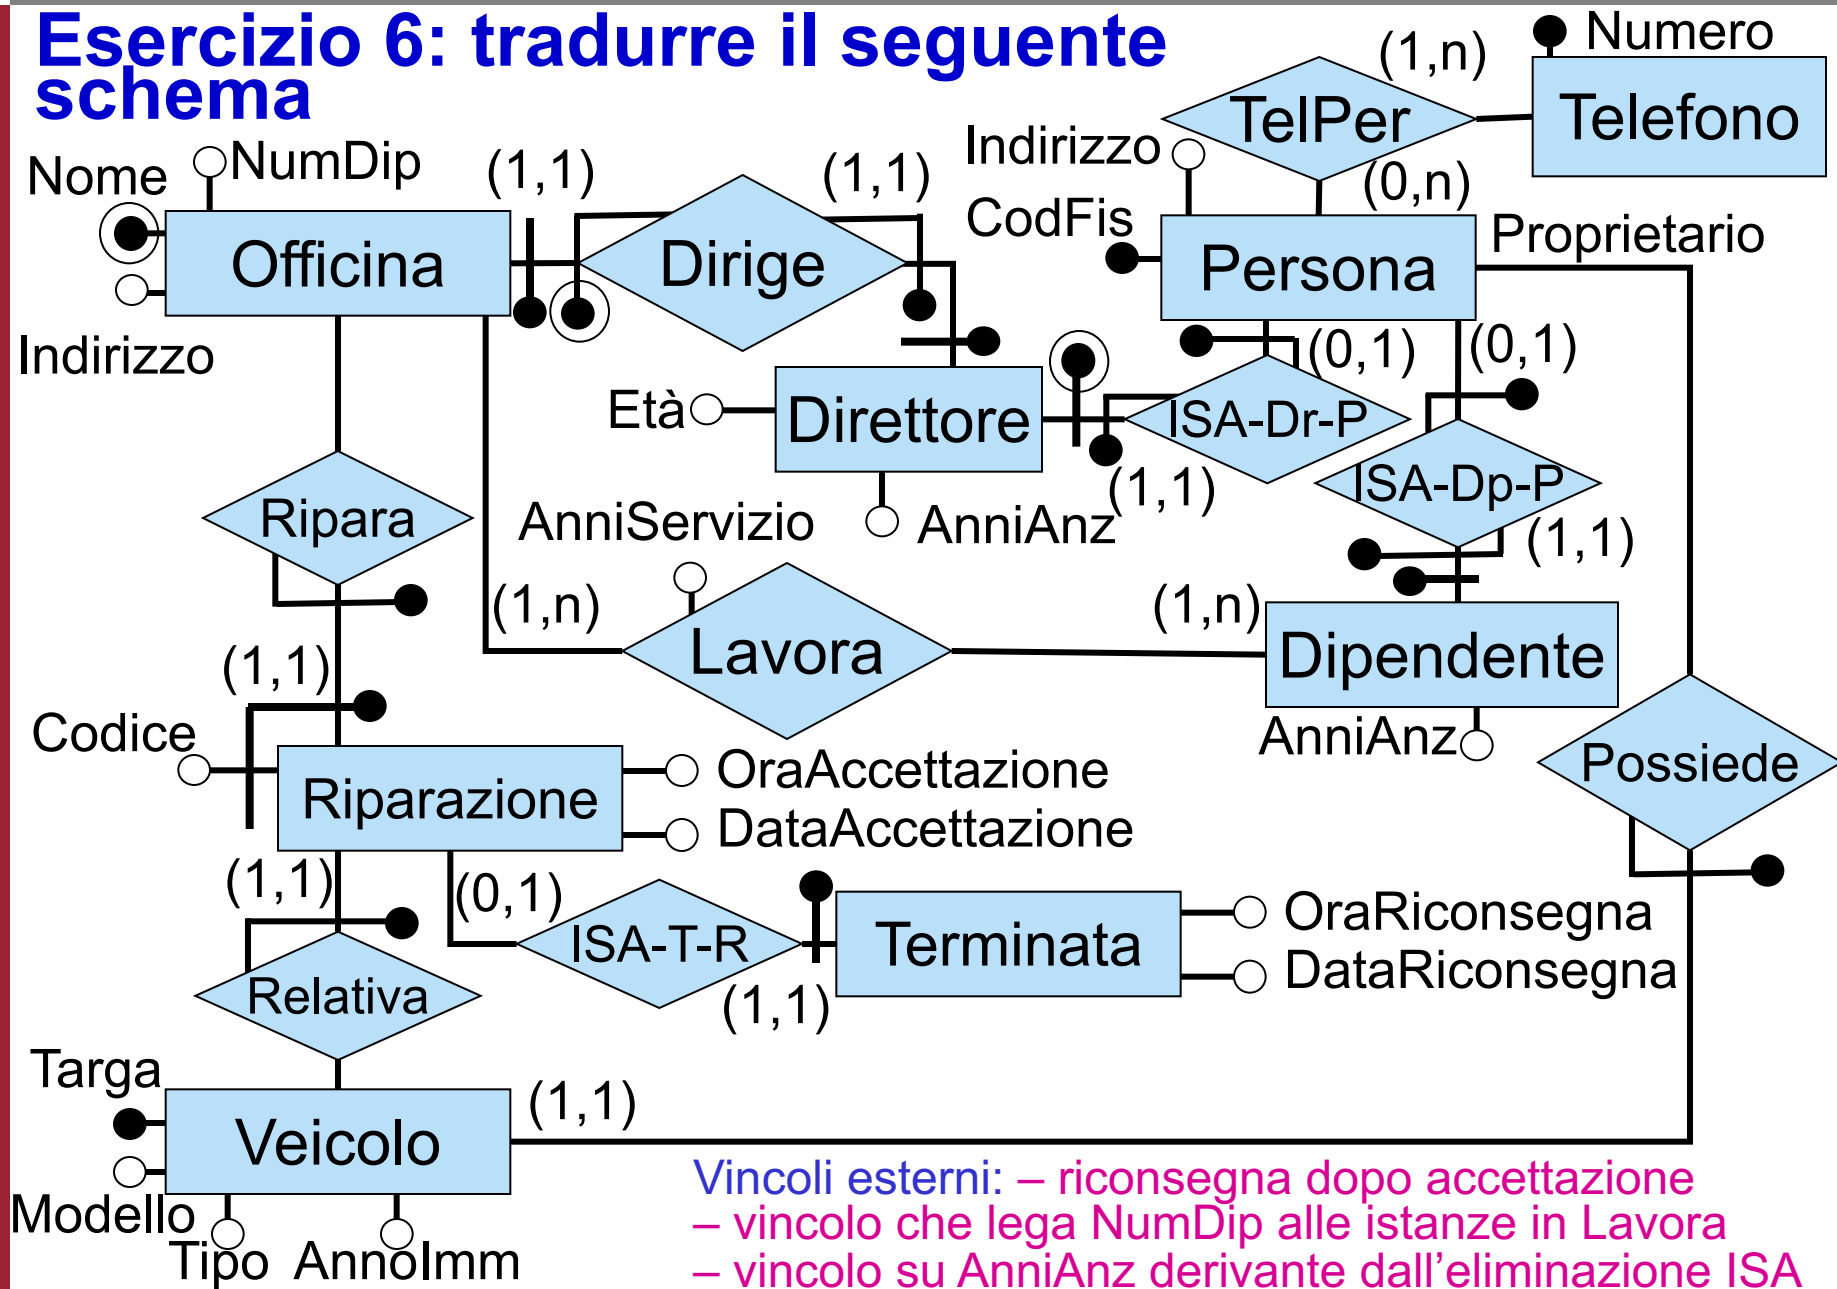 Esercizio 6: tradurre il seguente
schema
Numero
(1,n)
TelPer
Telefono
Nome
NumDip
(1,1)
(1,1)
Indirizzo
(0,n)
CodFis
Proprietario
Officina
Dirige
Persona
Indirizzo
(0,1)
(0,1)
Età
Direttore
ISA-Dr-P
ISA-Dp-P
(1,1)
Ripara
AnniServizio
AnniAnz
(1,1)
(1,n)
(1,n)
Lavora
Dipendente
(1,1)
Codice
AnniAnz
OraAccettazione
Possiede
Riparazione
DataAccettazione
(1,1)
(0,1)
OraRiconsegna
ISA-T-R
Terminata
DataRiconsegna
Relativa
(1,1)
Targa
(1,1)
Veicolo
Modello
Tipo
AnnoImm
Vincoli esterni: – riconsegna dopo accettazione
– vincolo che lega NumDip alle istanze in Lavora
– vincolo su AnniAnz derivante dall'eliminazione ISA